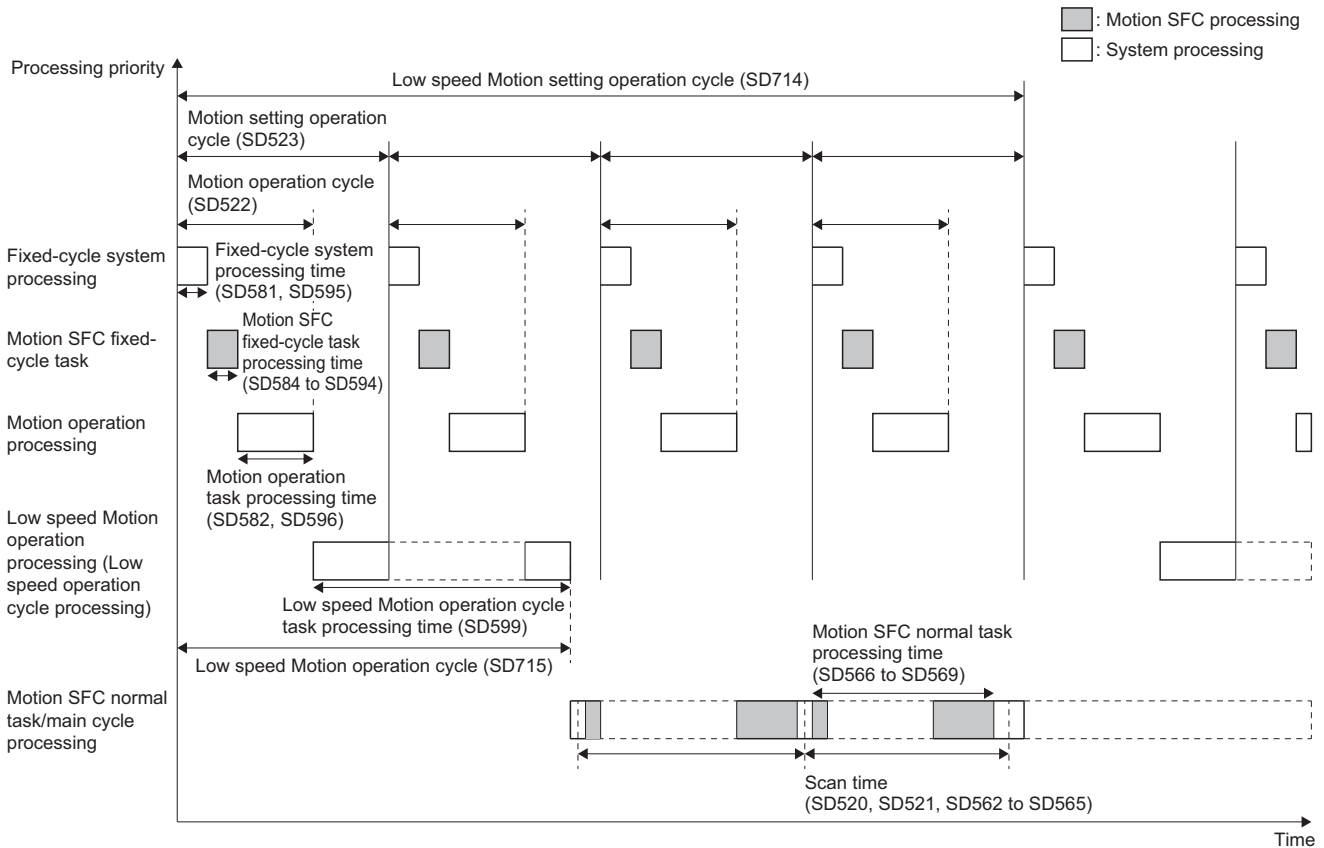 : Motion SFC processing
: System processing
Processing priority
Low speed Motion setting operation cycle (SD714)
Motion setting operation
cycle (SD523)
Motion operation cycle
(SD522)
Fixed-cycle system
processing
Fixed-cycle system
processing time
(SD581, SD595)
Motion SFC fixed-
cycle task
Motion SFC
fixed-cycle task
processing time
(SD584 to SD594)
Motion operation
processing
Motion operation
task processing time
(SD582, SD596)
Low speed Motion
operation
processing (Low
speed operation
cycle processing)
Low speed Motion operation cycle
task processing time (SD599)
Low speed Motion operation cycle (SD715)
Motion SFC normal task
processing time
(SD566 to SD569)
Motion SFC normal
task/main cycle
processing
Scan time
(SD520, SD521, SD562 to SD565)
Time